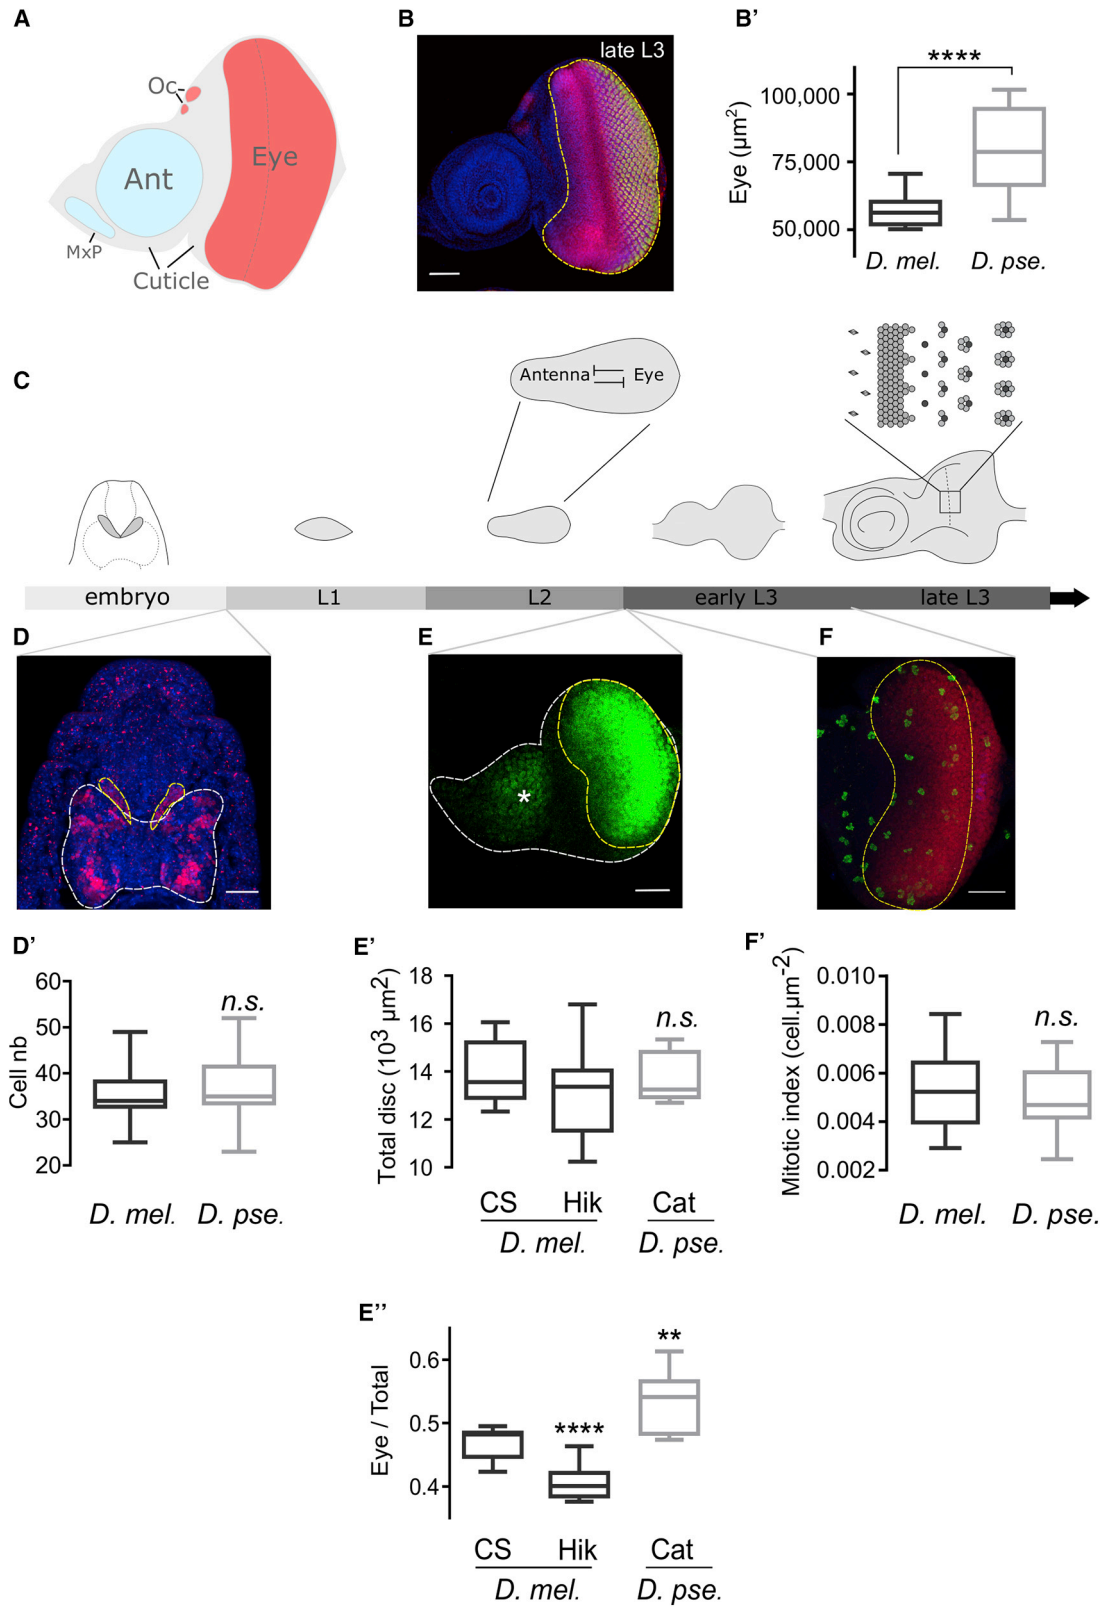 A
Oc
Eye
Ant
MxP
Cuticle
B
late L3
B’
****
Eye (µm²)
100,000
75,000
50,000
D. mel.
D. pse.
C
Antenna
Eye
embryo
L1
L2
early L3
late L3
D
E
*
F
D’
Cell nb
60
50
40
30
20
n.s.
D. mel.
D. pse.
E’
Total disc (10³ µm²)
18
16
14
12
10
n.s.
CS
Hik
Cat
D. mel.
D. pse.
F’
Mitotic index (cell.µm⁻²)
0.010
0.008
0.006
0.004
0.002
n.s.
D. mel.
D. pse.
E’’
Eye / Total
0.6
0.5
0.4
****
**
CS
Hik
Cat
D. mel.
D. pse.